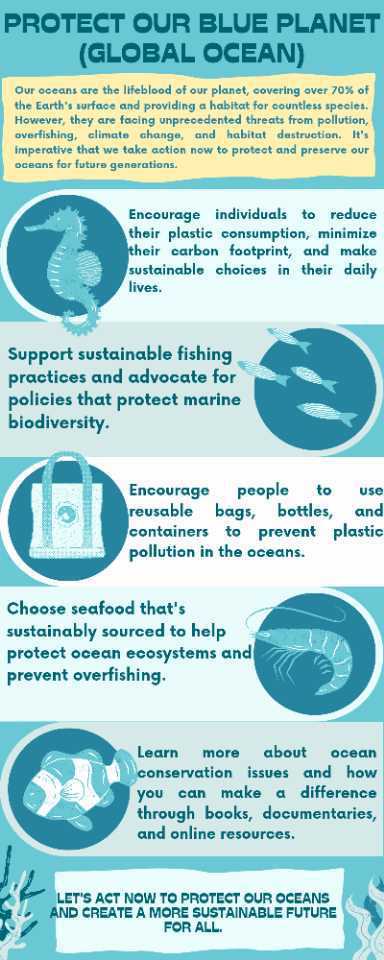 PROTECT OUR BLUE PLANET
(GLOBAL OCEAN)
Our oceans are the lifeblood of our planet, covering over 70% of
the Earth's surface and providing a habitat for countless species.
However, they are facing unprecedented threats from pollution,
overfishing, climate change, and habitat destruction. It's
imperative that we take action now to protect and preserve our
oceans for future generations.
Encourage individuals to reduce
their plastic consumption, minimize
their carbon footprint, and make
sustainable choices in their daily
lives.
Support sustainable fishing
practices and advocate for
policies that protect marine
biodiversity.
Encourage people to use
reusable bags, bottles, and
containers to prevent plastic
pollution in the oceans.
Choose seafood that's
sustainably sourced to help
protect ocean ecosystems and
prevent overfishing.
Learn more about ocean
conservation issues and how
you can make a difference
through books, documentaries,
and online resources.
LET'S ACT NOW TO PROTECT OUR OCEANS
AND CREATE A MORE SUSTAINABLE FUTURE
FOR ALL.